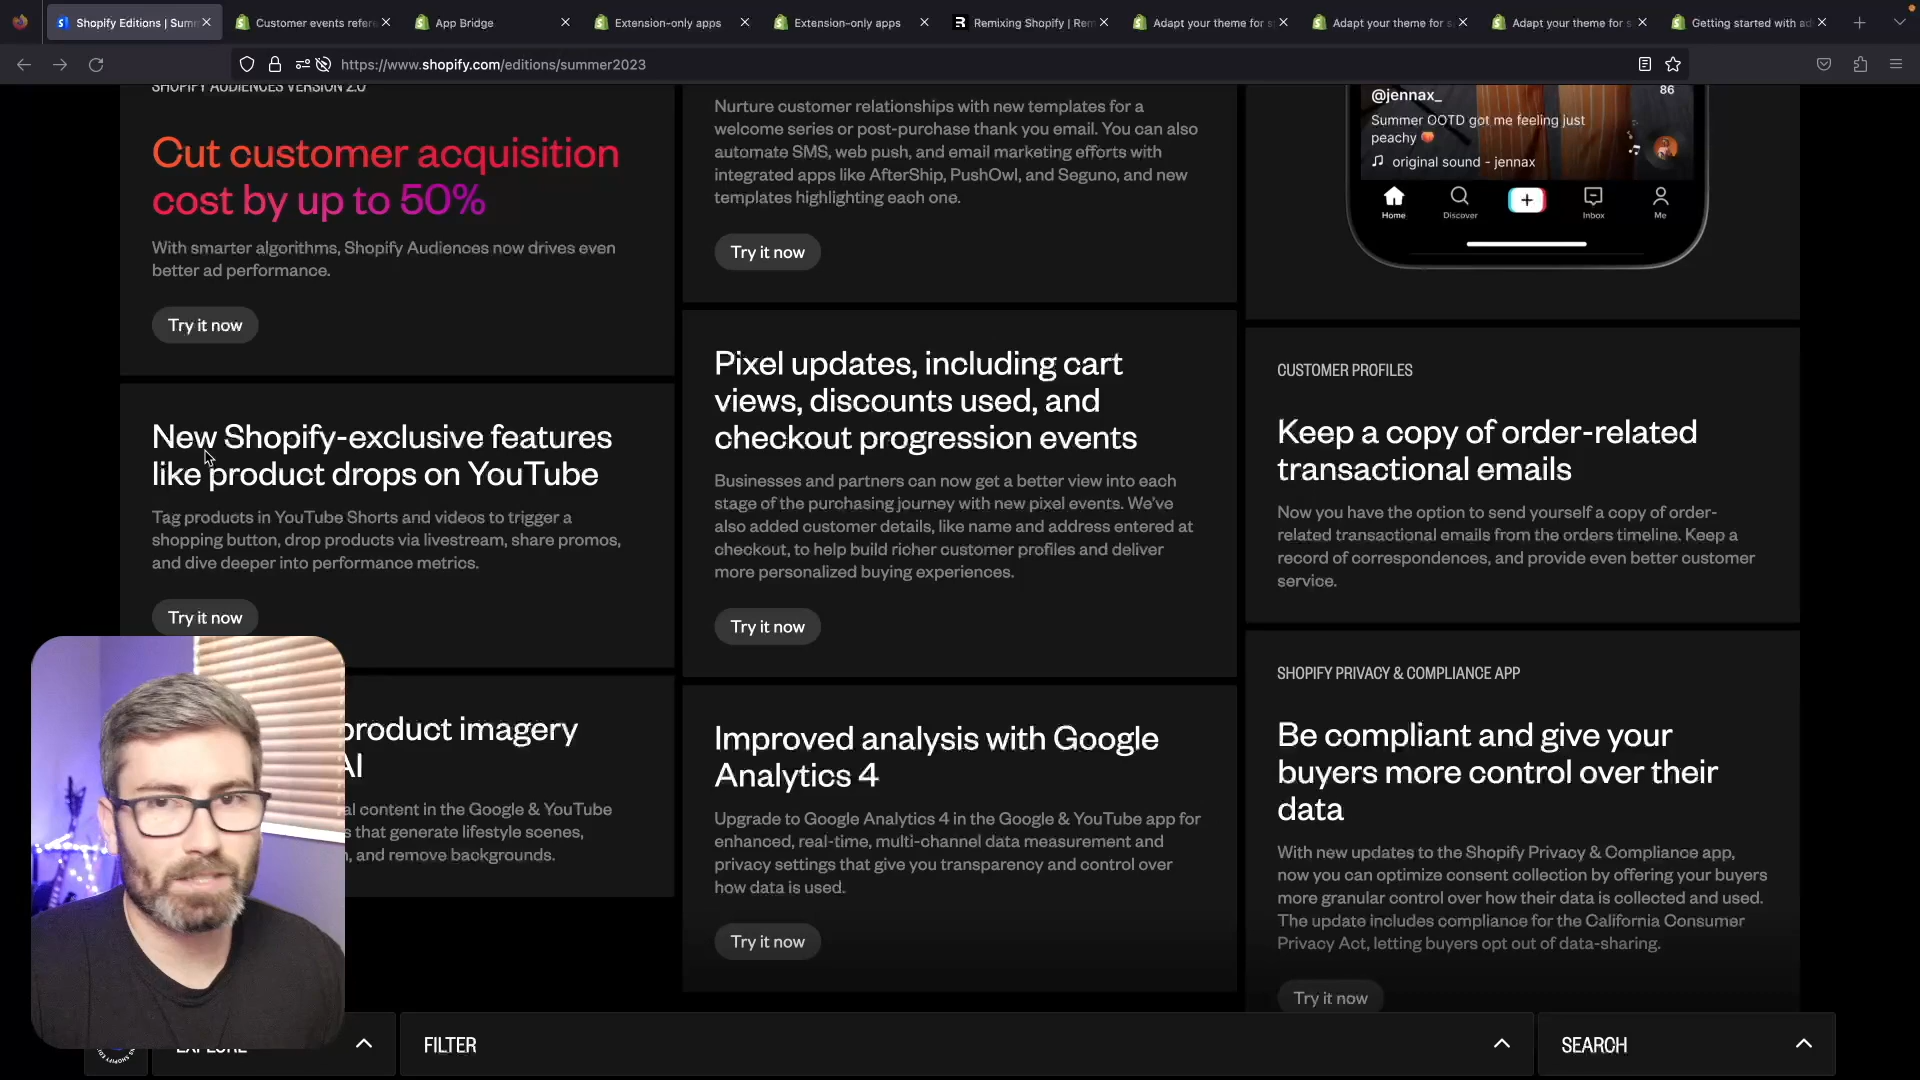 Shopify Editions | Summ
Customer events refere
App Bridge
Extension-only apps
Extension-only apps
Remixing Shopify | Rem
Adapt your theme for s
Adapt your theme for s
Adapt your theme for s
Getting started with ad
https://www.shopify.com/editions/summer2023
SHOPIFY AUDIENCES VERSION 2.0
Cut customer acquisition
cost by up to 50%
With smarter algorithms, Shopify Audiences now drives even
better ad performance.
Try it now
New Shopify-exclusive features
like product drops on YouTube
Tag products in YouTube Shorts and videos to trigger a
shopping button, drop products via livestream, share promos,
and dive deeper into performance metrics.
Try it now
product imagery
AI
al content in the Google & YouTube
s that generate lifestyle scenes,
, and remove backgrounds.
Nurture customer relationships with new templates for a
welcome series or post-purchase thank you email. You can also
automate SMS, web push, and email marketing efforts with
integrated apps like AfterShip, PushOwl, and Seguno, and new
templates highlighting each one.
Try it now
Pixel updates, including cart
views, discounts used, and
checkout progression events
Businesses and partners can now get a better view into each
stage of the purchasing journey with new pixel events. We've
also added customer details, like name and address entered at
checkout, to help build richer customer profiles and deliver
more personalized buying experiences.
Try it now
Improved analysis with Google
Analytics 4
Upgrade to Google Analytics 4 in the Google & YouTube app for
enhanced, real-time, multi-channel data measurement and
privacy settings that give you transparency and control over
how data is used.
Try it now
@jennax_
86
Summer OOTD got me feeling just
peachy 🍑
original sound - jennax
Home
Discover
Inbox
Me
CUSTOMER PROFILES
Keep a copy of order-related
transactional emails
Now you have the option to send yourself a copy of order-
related transactional emails from the orders timeline. Keep a
record of correspondences, and provide even better customer
service.
SHOPIFY PRIVACY & COMPLIANCE APP
Be compliant and give your
buyers more control over their
data
With new updates to the Shopify Privacy & Compliance app,
now you can optimize consent collection by offering your buyers
more granular control over how their data is collected and used.
The update includes compliance for the California Consumer
Privacy Act, letting buyers opt out of data-sharing.
Try it now
EXPLORE
FILTER
SEARCH